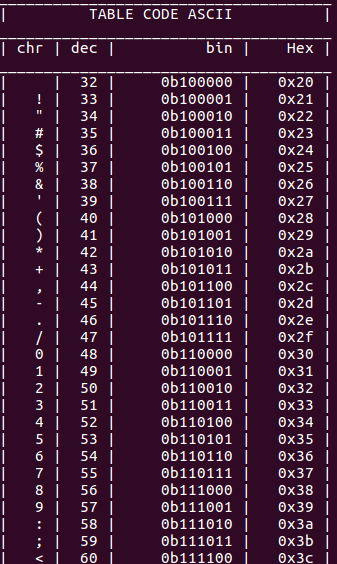 ________________________________________
|          TABLE CODE ASCII           |
________________________________________
| chr | dec |           bin |    Hex |
________________________________________
|     |  32 |      0b100000 |   0x20 |
|   ! |  33 |      0b100001 |   0x21 |
|   " |  34 |      0b100010 |   0x22 |
|   # |  35 |      0b100011 |   0x23 |
|   $ |  36 |      0b100100 |   0x24 |
|   % |  37 |      0b100101 |   0x25 |
|   & |  38 |      0b100110 |   0x26 |
|   ' |  39 |      0b100111 |   0x27 |
|   ( |  40 |      0b101000 |   0x28 |
|   ) |  41 |      0b101001 |   0x29 |
|   * |  42 |      0b101010 |   0x2a |
|   + |  43 |      0b101011 |   0x2b |
|   , |  44 |      0b101100 |   0x2c |
|   - |  45 |      0b101101 |   0x2d |
|   . |  46 |      0b101110 |   0x2e |
|   / |  47 |      0b101111 |   0x2f |
|   0 |  48 |      0b110000 |   0x30 |
|   1 |  49 |      0b110001 |   0x31 |
|   2 |  50 |      0b110010 |   0x32 |
|   3 |  51 |      0b110011 |   0x33 |
|   4 |  52 |      0b110100 |   0x34 |
|   5 |  53 |      0b110101 |   0x35 |
|   6 |  54 |      0b110110 |   0x36 |
|   7 |  55 |      0b110111 |   0x37 |
|   8 |  56 |      0b111000 |   0x38 |
|   9 |  57 |      0b111001 |   0x39 |
|   : |  58 |      0b111010 |   0x3a |
|   ; |  59 |      0b111011 |   0x3b |
|   < |  60 |      0b111100 |   0x3c |